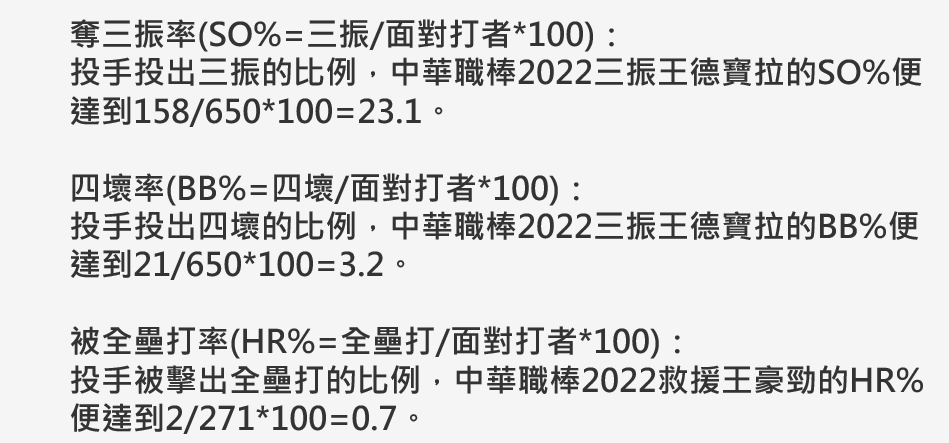 奪三振率(SO%=三振/面對打者*100)：
投手投出三振的比例，中華職棒2022三振王德寶拉的SO%便
達到158/650*100=23.1。
四壞率(BB%=四壞/面對打者*100)：
投手投出四壞的比例，中華職棒2022三振王德寶拉的BB%便
達到21/650*100=3.2。
被全壘打率(HR%=全壘打/面對打者*100)：
投手被擊出全壘打的比例，中華職棒2022救援王豪勁的HR%
便達到2/271*100=0.7。